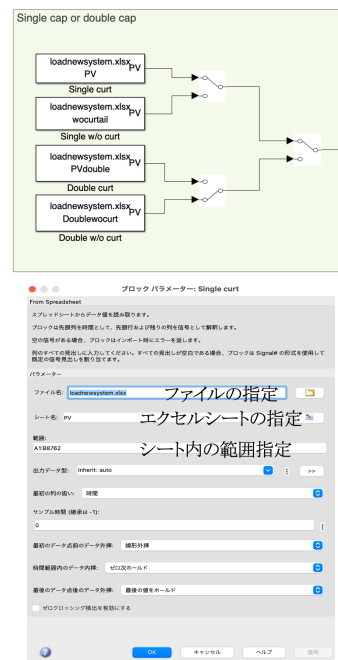 Single cap or double cap
loadnewsystem.xlsx
PV
PV
Single curt
loadnewsystem.xlsx
wocurtail
PV
Single w/o curt
loadnewsystem.xlsx
PVdouble
PV
Double curt
loadnewsystem.xlsx
Doublewocurt
PV
Double w/o curt
ブロック パラメーター: Single curt
From Spreadsheet
スプレッドシートからデータ値を読み取ります。
ブロックは先頭列を時間として、先頭行および残りの列を信号として解釈します。
空の信号がある場合、ブロックはインポート時にエラーを返します。
列のすべての見出しに入力してください。すべての見出しが空白である場合、ブロックは Signal# の形式を使用して
既定の信号見出しを割り当てます。
パラメーター
ファイル名: loadnewsystem.xlsx ファイルの指定
シート名: PV エクセルシートの指定
範囲:
A1:B8762 シート内の範囲指定
出力データ型: Inherit: auto >>
最初の列の扱い: 時間
サンプル時間 (継承は -1):
0
最初のデータ点前のデータ外挿: 線形外挿
時間範囲内のデータ内挿: ゼロ次ホールド
最後のデータ点後のデータ外挿: 最後の値をホールド
ゼロクロッシング検出を有効にする
OK キャンセル ヘルプ 適用